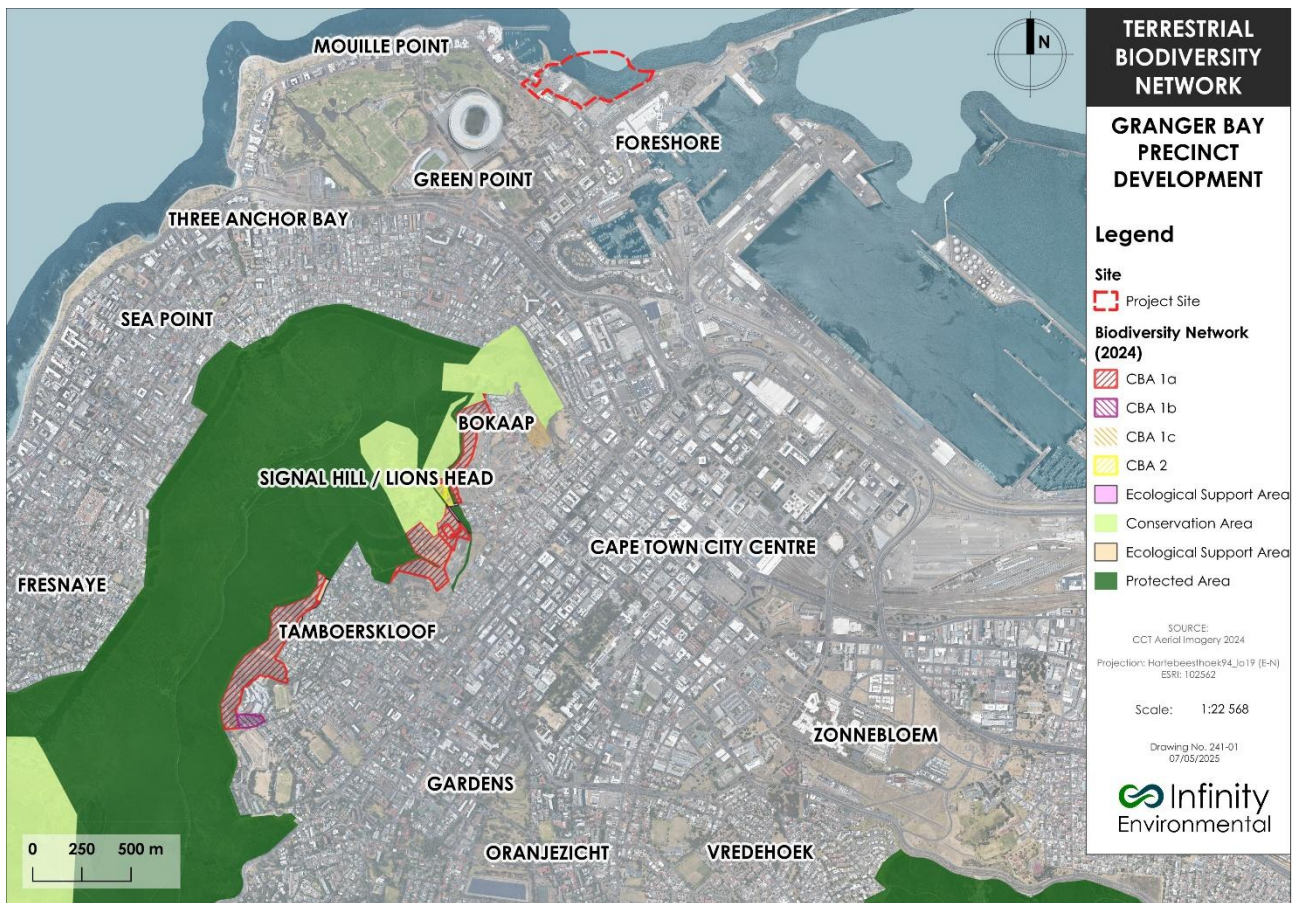 MOUILLE POINT
FORESHORE
GREEN POINT
THREE ANCHOR BAY
SEA POINT
BOKAAP
SIGNAL HILL / LIONS HEAD
CAPE TOWN CITY CENTRE
FRESNAYE
TAMBOERSKLOOF
ZONNEBLOEM
GARDENS
ORANJEZICHT
VREDEHOEK
0 250 500 m
N
TERRESTRIAL
BIODIVERSITY
NETWORK
GRANGER BAY
PRECINCT
DEVELOPMENT
Legend
Site
Project Site
Biodiversity Network
(2024)
CBA 1a
CBA 1b
CBA 1c
CBA 2
Ecological Support Area
Conservation Area
Ecological Support Area
Protected Area
SOURCE:
CCT Aerial Imagery 2024
Projection: Hartebeesthoek94_lo19 (E-N)
ESRI: 102562
Scale: 1:22 568
Drawing No. 241-01
07/05/2025
Infinity
Environmental